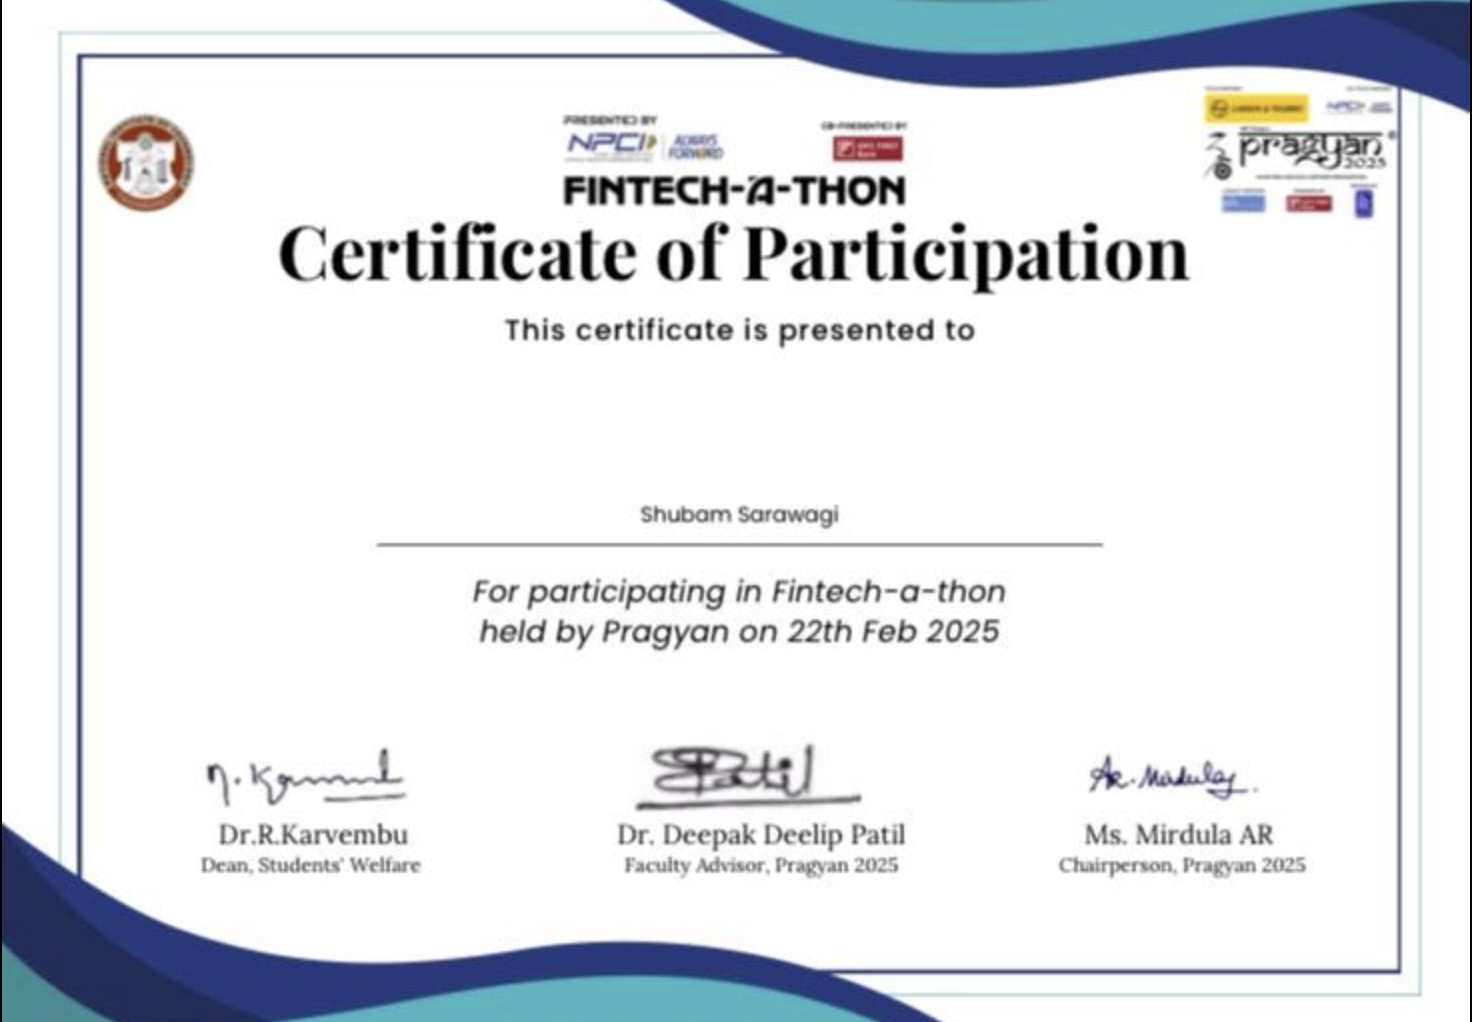 PRESENTED BY
NPCI ALWAYS FORWARD
CO-PRESENTED BY
FINTECH-A-THON
pragyan
2025
Certificate of Participation
This certificate is presented to
Shubam Sarawagi
For participating in Fintech-a-thon
held by Pragyan on 22th Feb 2025
Dr.R.Karvembu
Dean, Students' Welfare
Dr. Deepak Deelip Patil
Faculty Advisor, Pragyan 2025
Ms. Mirdula AR
Chairperson, Pragyan 2025